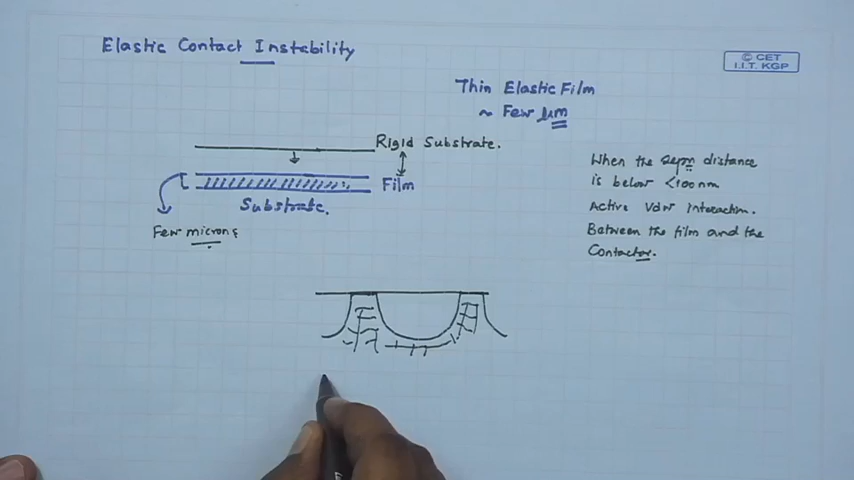 Elastic Contact Instability
© CET
I.I.T. KGP
Thin Elastic Film
~ Few μm
Rigid Substrate.
Film
Substrate.
Few microns
When the sepn distance
is below <100nm
Active Vdw interaction.
Between the film and the
Contactor.